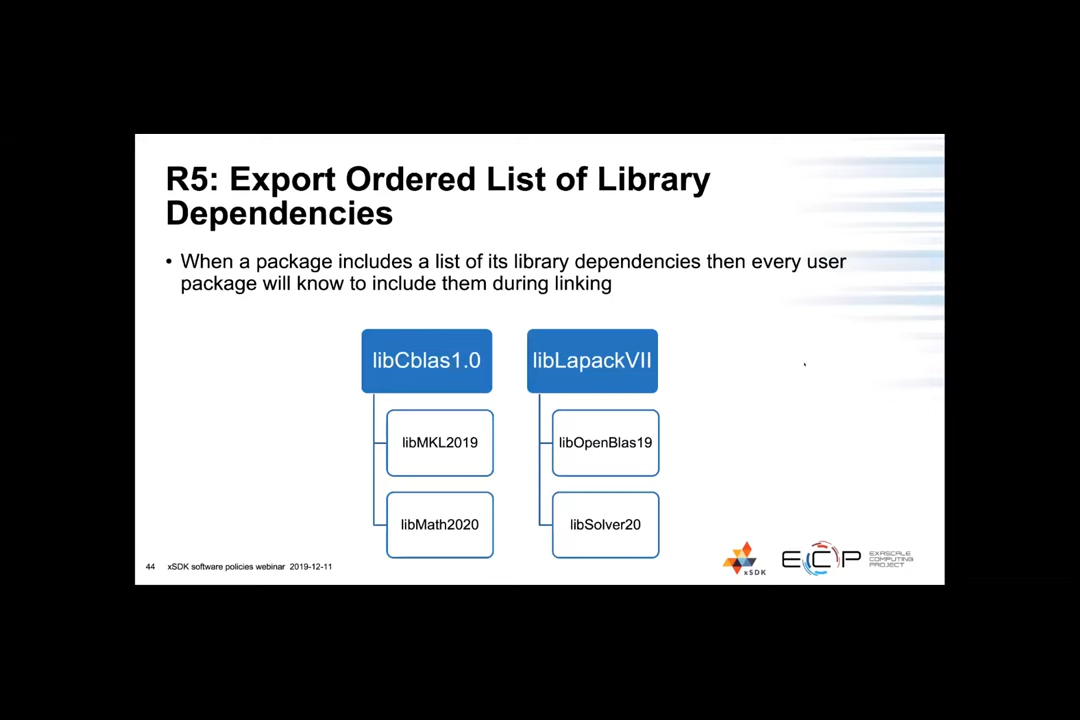 R5: Export Ordered List of Library
Dependencies
• When a package includes a list of its library dependencies then every user
package will know to include them during linking
libCblas1.0
libLapackVII
libMKL2019
libOpenBlas19
libMath2020
libSolver20
44 xSDK software policies webinar 2019-12-11
xSDK
ECP
EXASCALE
COMPUTING
PROJECT